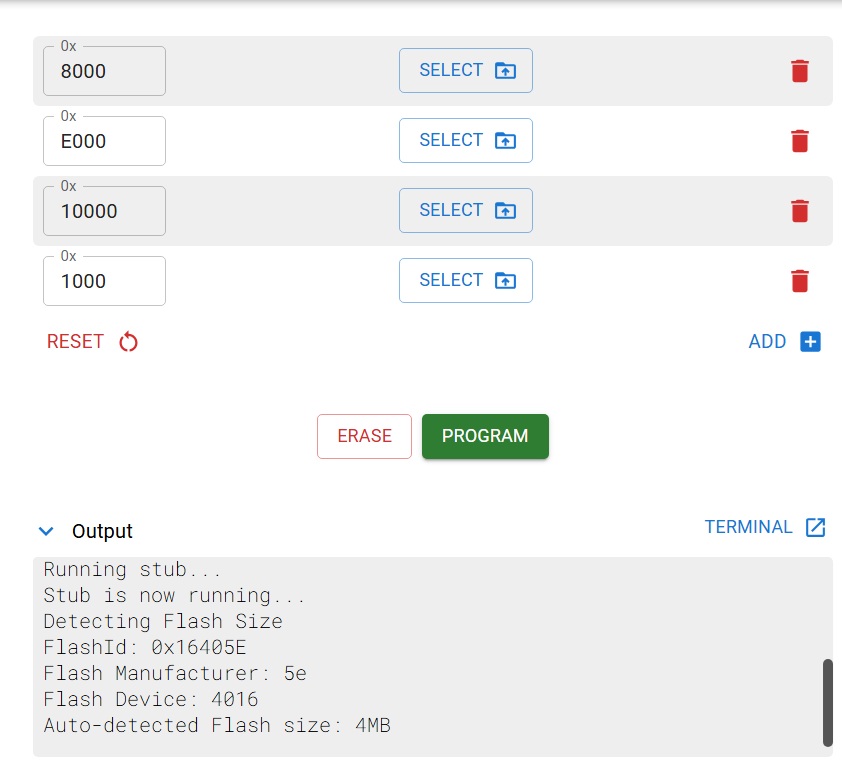 0x
8000
SELECT
0x
E000
SELECT
0x
10000
SELECT
0x
1000
SELECT
RESET
ADD
ERASE
PROGRAM
Output
TERMINAL
Running stub...
Stub is now running...
Detecting Flash Size
FlashId: 0x16405E
Flash Manufacturer: 5e
Flash Device: 4016
Auto-detected Flash size: 4MB